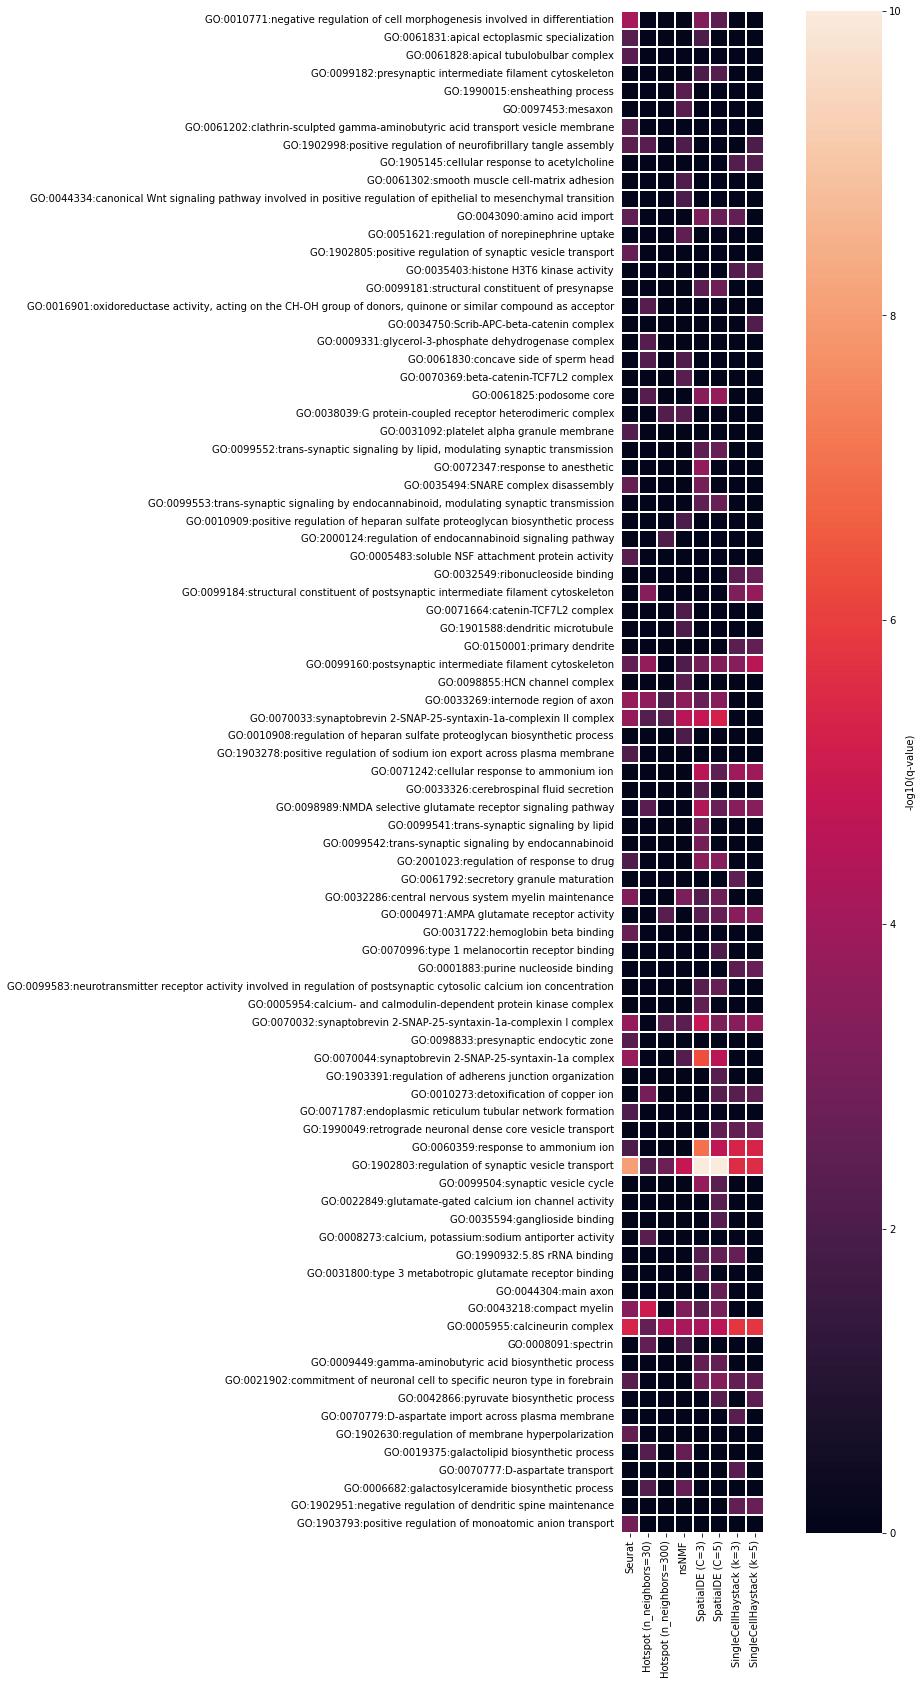 GO:0010771:negative regulation of cell morphogenesis involved in differentiation
GO:0061831:apical ectoplasmic specialization
GO:0061828:apical tubulobulbar complex
GO:0099182:presynaptic intermediate filament cytoskeleton
GO:1990015:ensheathing process
GO:0097453:mesaxon
GO:0061202:clathrin-sculpted gamma-aminobutyric acid transport vesicle membrane
GO:1902998:positive regulation of neurofibrillary tangle assembly
GO:1905145:cellular response to acetylcholine
GO:0061302:smooth muscle cell-matrix adhesion
GO:0044334:canonical Wnt signaling pathway involved in positive regulation of epithelial to mesenchymal transition
GO:0043090:amino acid import
GO:0051621:regulation of norepinephrine uptake
GO:1902805:positive regulation of synaptic vesicle transport
GO:0035403:histone H3T6 kinase activity
GO:0099181:structural constituent of presynapse
GO:0016901:oxidoreductase activity, acting on the CH-OH group of donors, quinone or similar compound as acceptor
GO:0034750:Scrib-APC-beta-catenin complex
GO:0009331:glycerol-3-phosphate dehydrogenase complex
GO:0061830:concave side of sperm head
GO:0070369:beta-catenin-TCF7L2 complex
GO:0061825:podosome core
GO:0038039:G protein-coupled receptor heterodimeric complex
GO:0031092:platelet alpha granule membrane
GO:0099552:trans-synaptic signaling by lipid, modulating synaptic transmission
GO:0072347:response to anesthetic
GO:0035494:SNARE complex disassembly
GO:0099553:trans-synaptic signaling by endocannabinoid, modulating synaptic transmission
GO:0010909:positive regulation of heparan sulfate proteoglycan biosynthetic process
GO:2000124:regulation of endocannabinoid signaling pathway
GO:0005483:soluble NSF attachment protein activity
GO:0032549:ribonucleoside binding
GO:0099184:structural constituent of postsynaptic intermediate filament cytoskeleton
GO:0071664:catenin-TCF7L2 complex
GO:1901588:dendritic microtubule
GO:0150001:primary dendrite
GO:0099160:postsynaptic intermediate filament cytoskeleton
GO:0098855:HCN channel complex
GO:0033269:internode region of axon
GO:0070033:synaptobrevin 2-SNAP-25-syntaxin-1a-complexin II complex
GO:0010908:regulation of heparan sulfate proteoglycan biosynthetic process
GO:1903278:positive regulation of sodium ion export across plasma membrane
GO:0071242:cellular response to ammonium ion
GO:0033326:cerebrospinal fluid secretion
GO:0098989:NMDA selective glutamate receptor signaling pathway
GO:0099541:trans-synaptic signaling by lipid
GO:0099542:trans-synaptic signaling by endocannabinoid
GO:2001023:regulation of response to drug
GO:0061792:secretory granule maturation
GO:0032286:central nervous system myelin maintenance
GO:0004971:AMPA glutamate receptor activity
GO:0031722:hemoglobin beta binding
GO:0070996:type 1 melanocortin receptor binding
GO:0001883:purine nucleoside binding
GO:0099583:neurotransmitter receptor activity involved in regulation of postsynaptic cytosolic calcium ion concentration
GO:0005954:calcium- and calmodulin-dependent protein kinase complex
GO:0070032:synaptobrevin 2-SNAP-25-syntaxin-1a-complexin I complex
GO:0098833:presynaptic endocytic zone
GO:0070044:synaptobrevin 2-SNAP-25-syntaxin-1a complex
GO:1903391:regulation of adherens junction organization
GO:0010273:detoxification of copper ion
GO:0071787:endoplasmic reticulum tubular network formation
GO:1990049:retrograde neuronal dense core vesicle transport
GO:0060359:response to ammonium ion
GO:1902803:regulation of synaptic vesicle transport
GO:0099504:synaptic vesicle cycle
GO:0022849:glutamate-gated calcium ion channel activity
GO:0035594:ganglioside binding
GO:0008273:calcium, potassium:sodium antiporter activity
GO:1990932:5.8S rRNA binding
GO:0031800:type 3 metabotropic glutamate receptor binding
GO:0044304:main axon
GO:0043218:compact myelin
GO:0005955:calcineurin complex
GO:0008091:spectrin
GO:0009449:gamma-aminobutyric acid biosynthetic process
GO:0021902:commitment of neuronal cell to specific neuron type in forebrain
GO:0042866:pyruvate biosynthetic process
GO:0070779:D-aspartate import across plasma membrane
GO:1902630:regulation of membrane hyperpolarization
GO:0019375:galactolipid biosynthetic process
GO:0070777:D-aspartate transport
GO:0006682:galactosylceramide biosynthetic process
GO:1902951:negative regulation of dendritic spine maintenance
GO:1903793:positive regulation of monoatomic anion transport
Seurat
Hotspot (n_neighbors=30)
Hotspot (n_neighbors=300)
nsNMF
SpatialDE (C=3)
SpatialDE (C=5)
SingleCellHaystack (k=3)
SingleCellHaystack (k=5)
10
8
6
4
2
0
-log10(q-value)